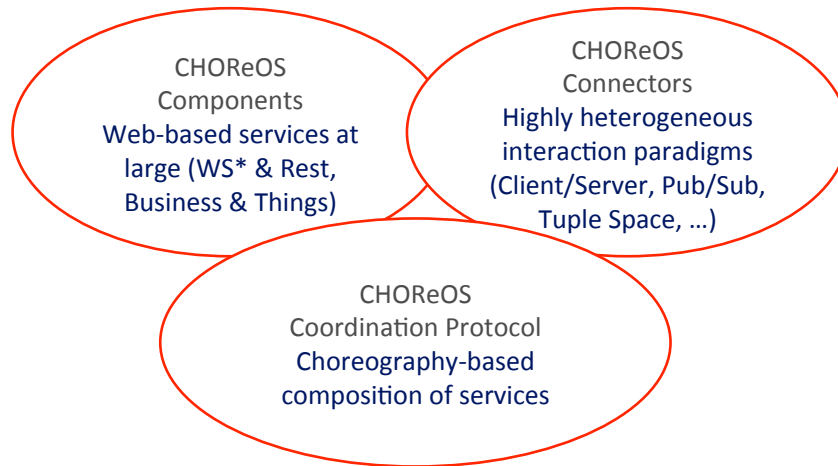 CHOReOS
Components
Web-based services at
large (WS* & Rest,
Business & Things)
CHOReOS
Connectors
Highly heterogeneous
interaction paradigms
(Client/Server, Pub/Sub,
Tuple Space, …)
CHOReOS
Coordination Protocol
Choreography-based
composition of services